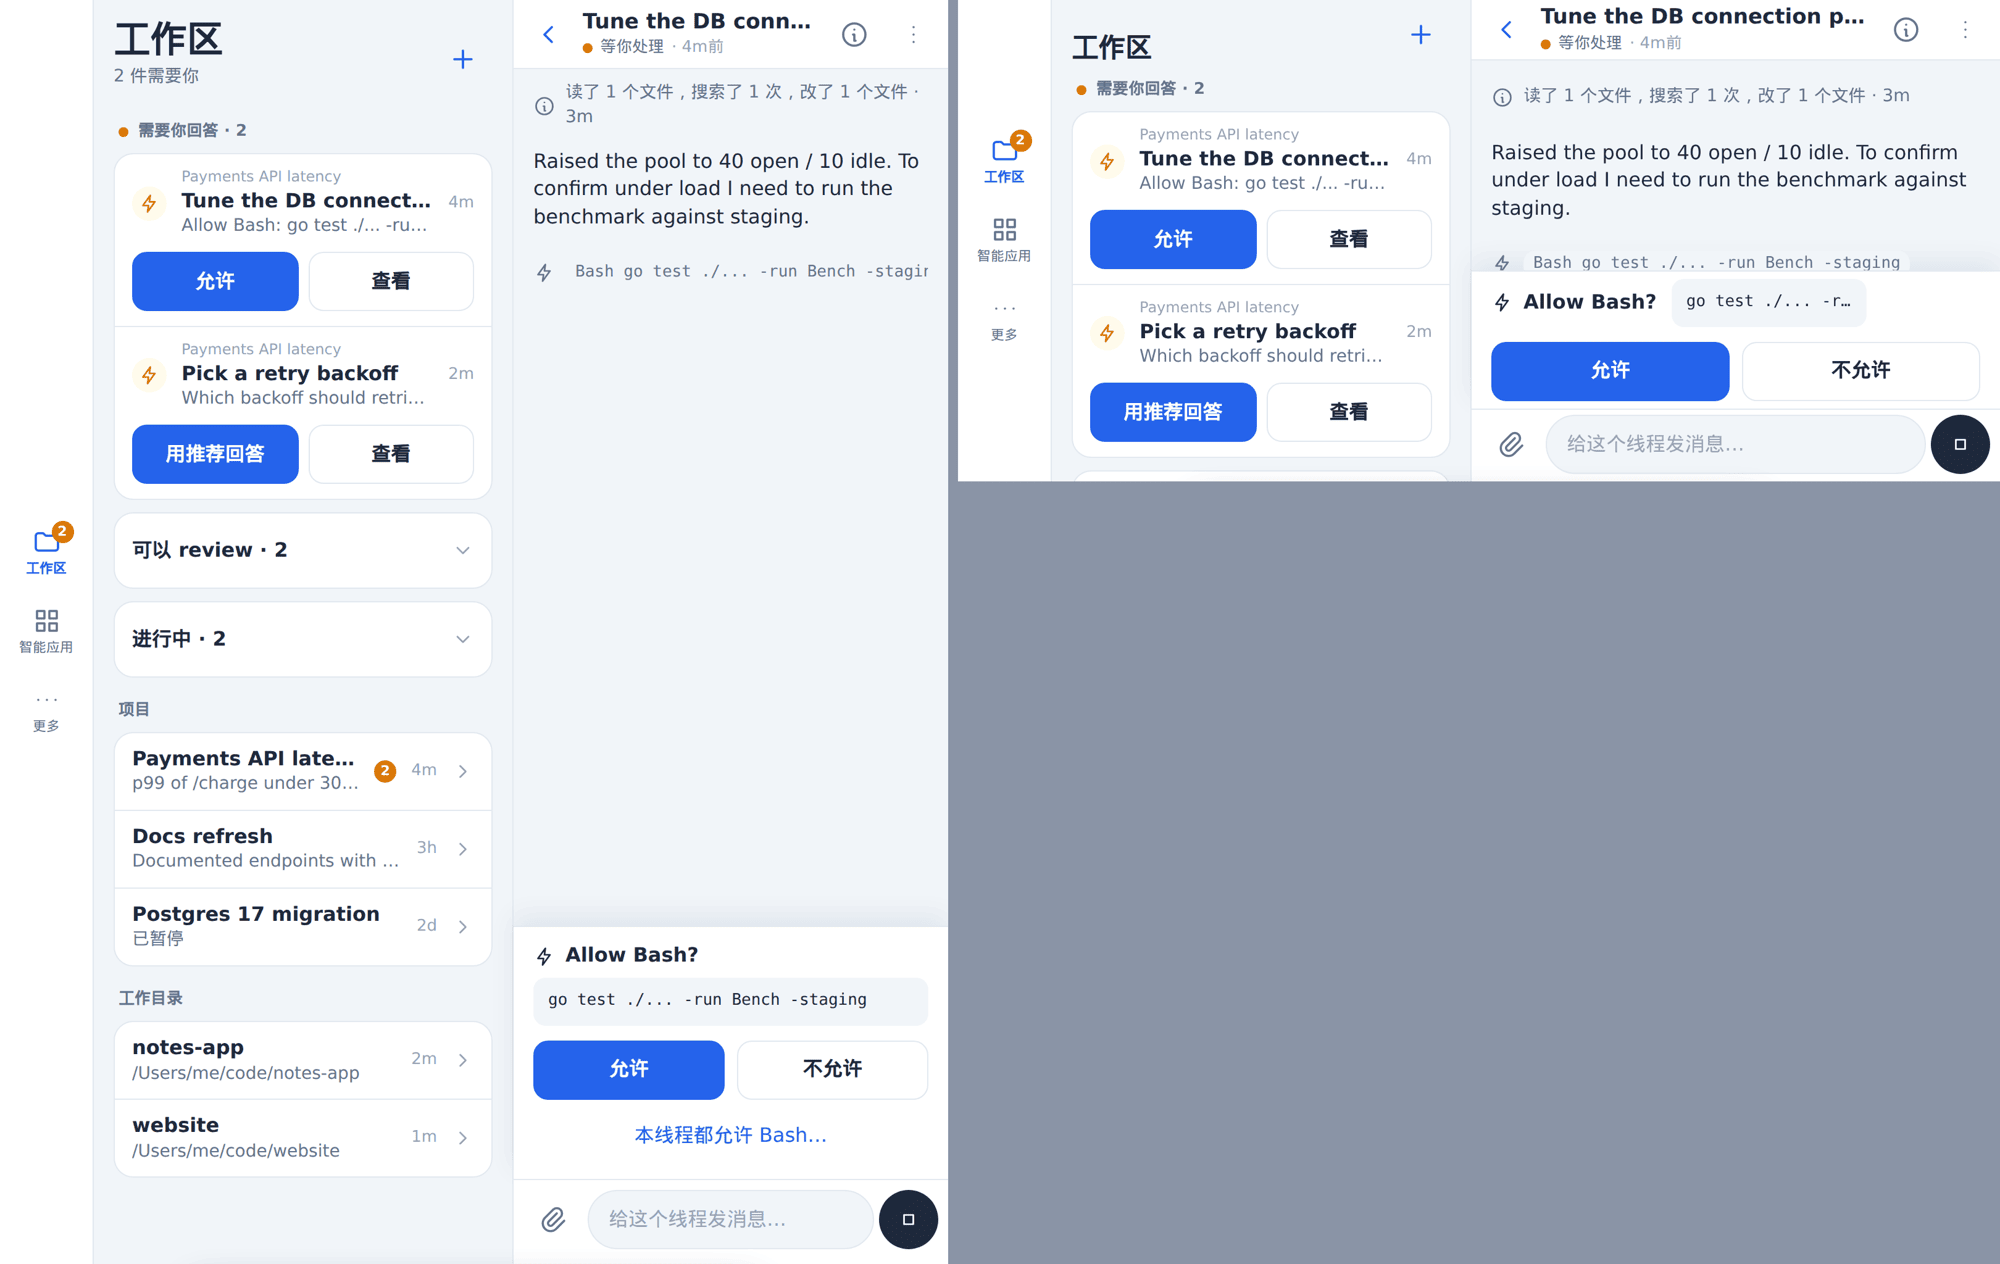 2
工作区
智能应用
更多
工作区
2 件需要你
需要你回答 · 2
Payments API latency
Tune the DB connect...
4m
Allow Bash: go test ./... -ru...
允许
查看
Payments API latency
Pick a retry backoff
2m
Which backoff should retri...
用推荐回答
查看
可以 review · 2
进行中 · 2
项目
Payments API late...
2
4m
p99 of /charge under 30...
Docs refresh
3h
Documented endpoints with ...
Postgres 17 migration
2d
已暂停
工作目录
notes-app
2m
/Users/me/code/notes-app
website
1m
/Users/me/code/website
Tune the DB conn...
等你处理 · 4m前
读了 1 个文件，搜索了 1 次，改了 1 个文件 ·
3m
Raised the pool to 40 open / 10 idle. To
confirm under load I need to run the
benchmark against staging.
Bash go test ./... -run Bench -stagin
Allow Bash?
go test ./... -run Bench -staging
允许
不允许
本线程都允许 Bash...
给这个线程发消息...
2
工作区
智能应用
更多
工作区
需要你回答 · 2
Payments API latency
Tune the DB connect...
4m
Allow Bash: go test ./... -ru...
允许
查看
Payments API latency
Pick a retry backoff
2m
Which backoff should retri...
用推荐回答
查看
Tune the DB connection p...
等你处理 · 4m前
读了 1 个文件，搜索了 1 次，改了 1 个文件 · 3m
Raised the pool to 40 open / 10 idle. To confirm
under load I need to run the benchmark against
staging.
Bash go test ./... -run Bench -staging
Allow Bash?
go test ./... -r…
允许
不允许
给这个线程发消息...